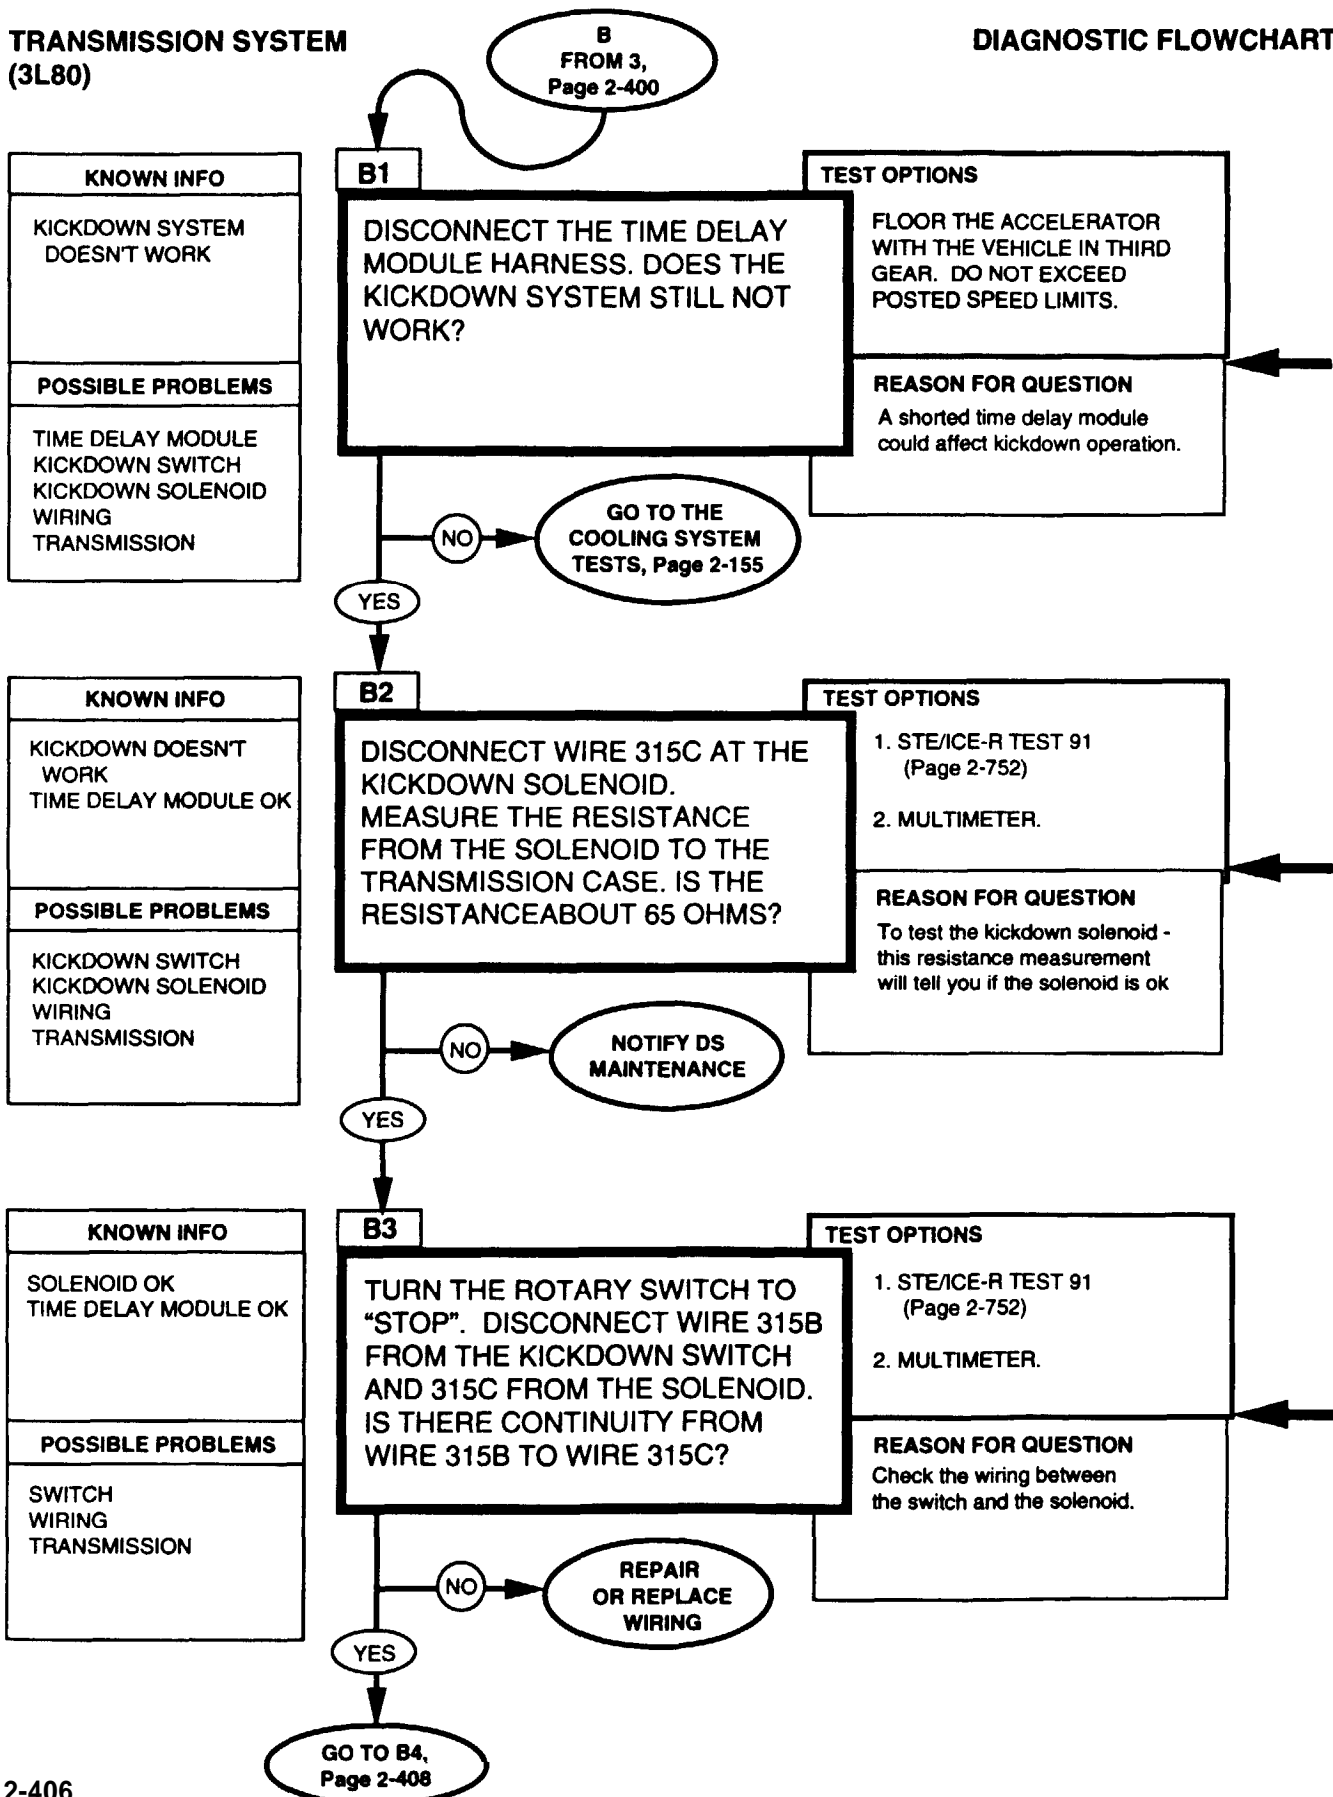 TRANSMISSION SYSTEM
(3L80)
DIAGNOSTIC FLOWCHART
B
FROM 3,
Page 2-400
KNOWN INFO
KICKDOWN SYSTEM
DOESN'T WORK
POSSIBLE PROBLEMS
TIME DELAY MODULE
KICKDOWN SWITCH
KICKDOWN SOLENOID
WIRING
TRANSMISSION
B1
DISCONNECT THE TIME DELAY
MODULE HARNESS. DOES THE
KICKDOWN SYSTEM STILL NOT
WORK?
TEST OPTIONS
FLOOR THE ACCELERATOR
WITH THE VEHICLE IN THIRD
GEAR. DO NOT EXCEED
POSTED SPEED LIMITS.
REASON FOR QUESTION
A shorted time delay module
could affect kickdown operation.
NO
GO TO THE
COOLING SYSTEM
TESTS, Page 2-155
YES
KNOWN INFO
KICKDOWN DOESN'T
WORK
TIME DELAY MODULE OK
POSSIBLE PROBLEMS
KICKDOWN SWITCH
KICKDOWN SOLENOID
WIRING
TRANSMISSION
B2
DISCONNECT WIRE 315C AT THE
KICKDOWN SOLENOID.
MEASURE THE RESISTANCE
FROM THE SOLENOID TO THE
TRANSMISSION CASE. IS THE
RESISTANCEABOUT 65 OHMS?
TEST OPTIONS
1. STE/ICE-R TEST 91
(Page 2-752)
2. MULTIMETER.
REASON FOR QUESTION
To test the kickdown solenoid -
this resistance measurement
will tell you if the solenoid is ok
NO
NOTIFY DS
MAINTENANCE
YES
KNOWN INFO
SOLENOID OK
TIME DELAY MODULE OK
POSSIBLE PROBLEMS
SWITCH
WIRING
TRANSMISSION
B3
TURN THE ROTARY SWITCH TO
“STOP”. DISCONNECT WIRE 315B
FROM THE KICKDOWN SWITCH
AND 315C FROM THE SOLENOID.
IS THERE CONTINUITY FROM
WIRE 315B TO WIRE 315C?
TEST OPTIONS
1. STE/ICE-R TEST 91
(Page 2-752)
2. MULTIMETER.
REASON FOR QUESTION
Check the wiring between
the switch and the solenoid.
NO
REPAIR
OR REPLACE
WIRING
YES
GO TO B4,
Page 2-408
2-406